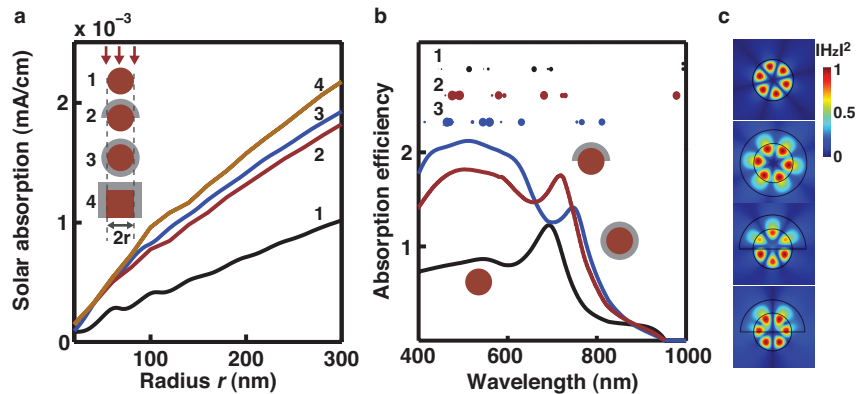 a
x 10⁻³
Solar absorption (mA/cm)
2
1
0
1
2
3
4
2r
4
3
2
1
100
200
300
Radius r (nm)
b
Absorption efficiency
2
1
1
2
3
400
600
800
1000
Wavelength (nm)
c
|Hz|²
1
0.5
0